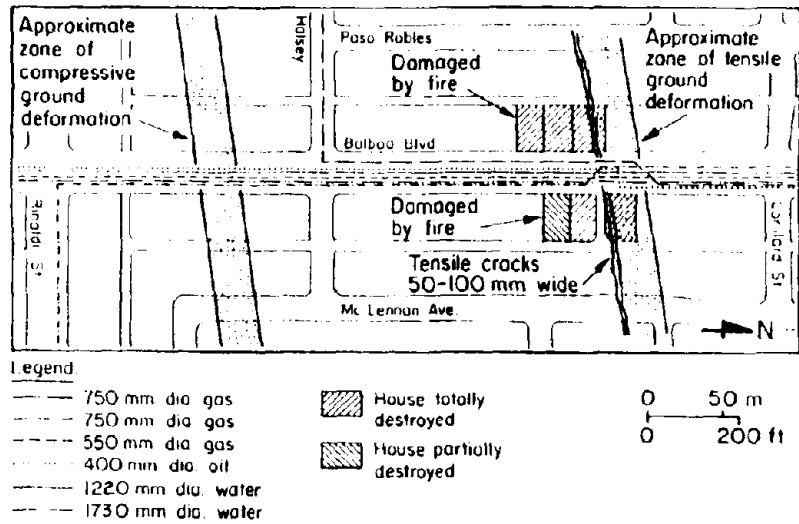 Approximate
zone of
compressive
ground
deformation
Halsey
Paso Robles
Damaged
by fire
Approximate
zone of tensile
ground
deformation
Balboa Blvd
Rinaldi St
Damaged
by fire
Tensile cracks
50-100 mm wide
Mc Lennan Ave.
St
N
Legend
750 mm dia gas
750 mm dia gas
550 mm dia gas
400 mm dia. oil
1220 mm dia. water
1730 mm dia. water
House totally
destroyed
House partially
destroyed
0 50 m
0 200 ft